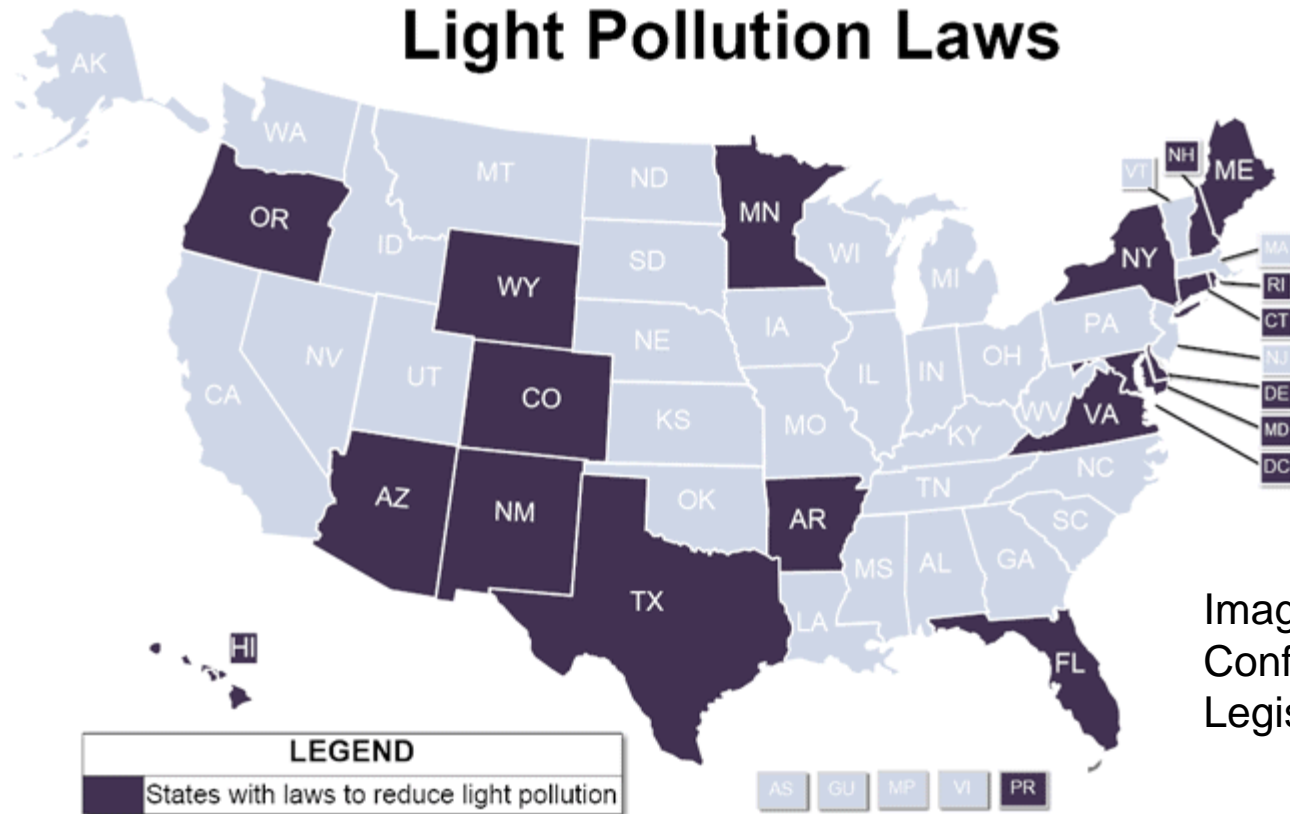 Light Pollution Laws
AK
WA
MT
ND
MN
VT
NH
ME
OR
ID
WY
SD
WI
MI
NY
MA
RI
CT
NJ
DE
MD
DC
CA
NV
UT
CO
NE
IA
IL
IN
OH
PA
KS
MO
KY
WV
VA
AZ
NM
OK
AR
TN
NC
SC
TX
LA
MS
AL
GA
FL
HI
LEGEND
States with laws to reduce light pollution
AS
GU
MP
VI
PR
Imag
Conf
Legis